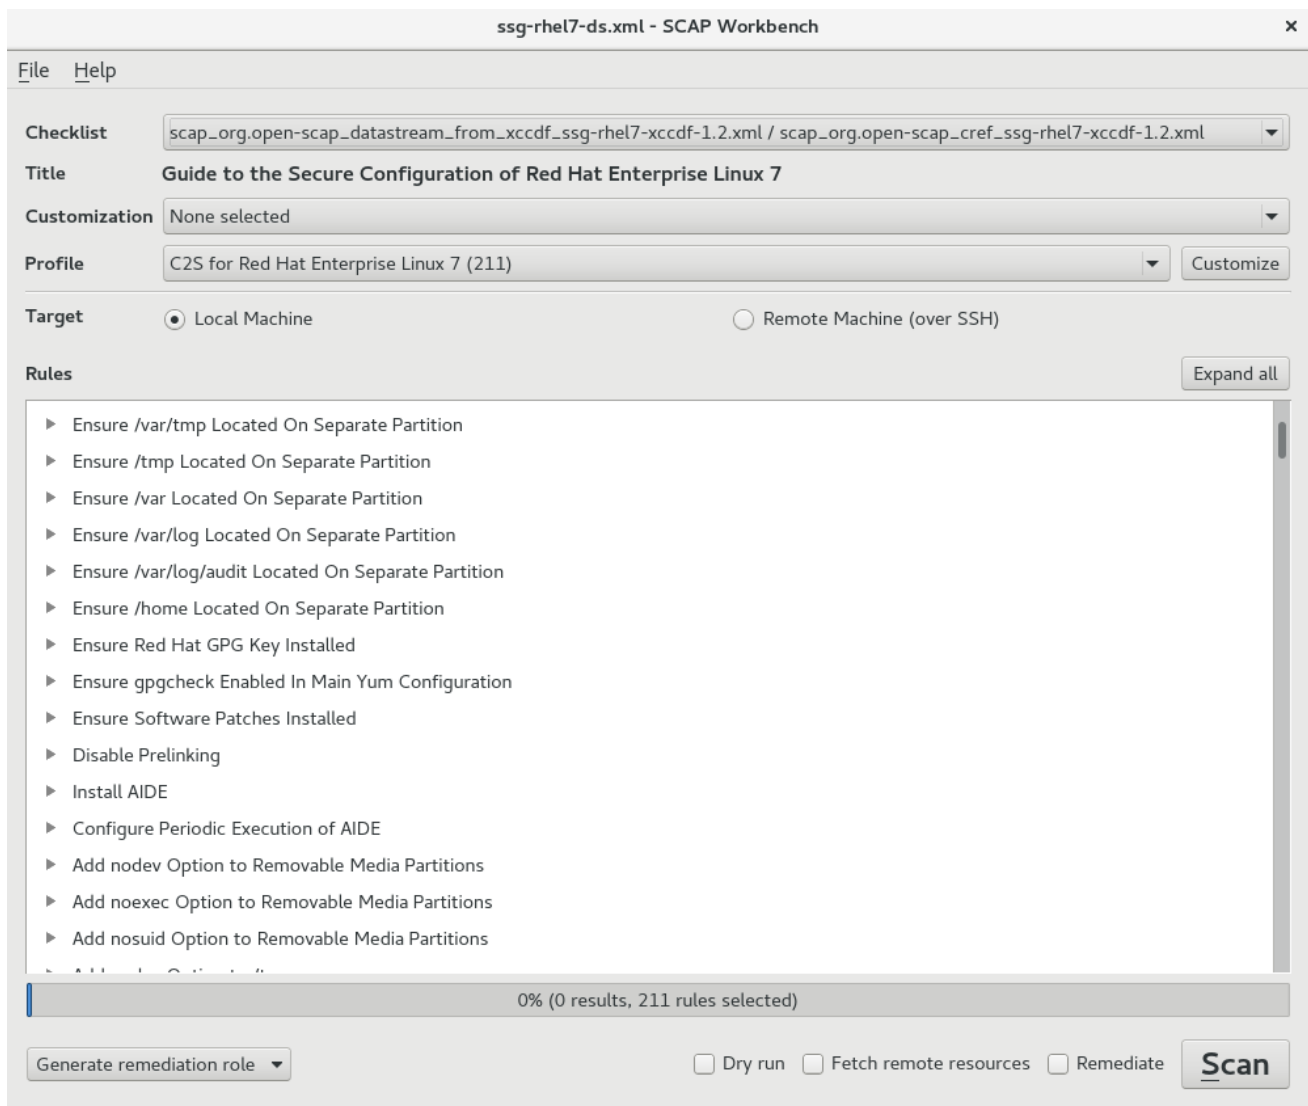 ssg-rhel7-ds.xml - SCAP Workbench
File Help
Checklist scap_org.open-scap_datastream_from_xccdf_ssg-rhel7-xccdf-1.2.xml / scap_org.open-scap_cref_ssg-rhel7-xccdf-1.2.xml
Title Guide to the Secure Configuration of Red Hat Enterprise Linux 7
Customization None selected
Profile C2S for Red Hat Enterprise Linux 7 (211) Customize
Target Local Machine Remote Machine (over SSH)
Rules Expand all
Ensure /var/tmp Located On Separate Partition
Ensure /tmp Located On Separate Partition
Ensure /var Located On Separate Partition
Ensure /var/log Located On Separate Partition
Ensure /var/log/audit Located On Separate Partition
Ensure /home Located On Separate Partition
Ensure Red Hat GPG Key Installed
Ensure gpgcheck Enabled In Main Yum Configuration
Ensure Software Patches Installed
Disable Prelinking
Install AIDE
Configure Periodic Execution of AIDE
Add nodev Option to Removable Media Partitions
Add noexec Option to Removable Media Partitions
Add nosuid Option to Removable Media Partitions
0% (0 results, 211 rules selected)
Generate remediation role Dry run Fetch remote resources Remediate Scan